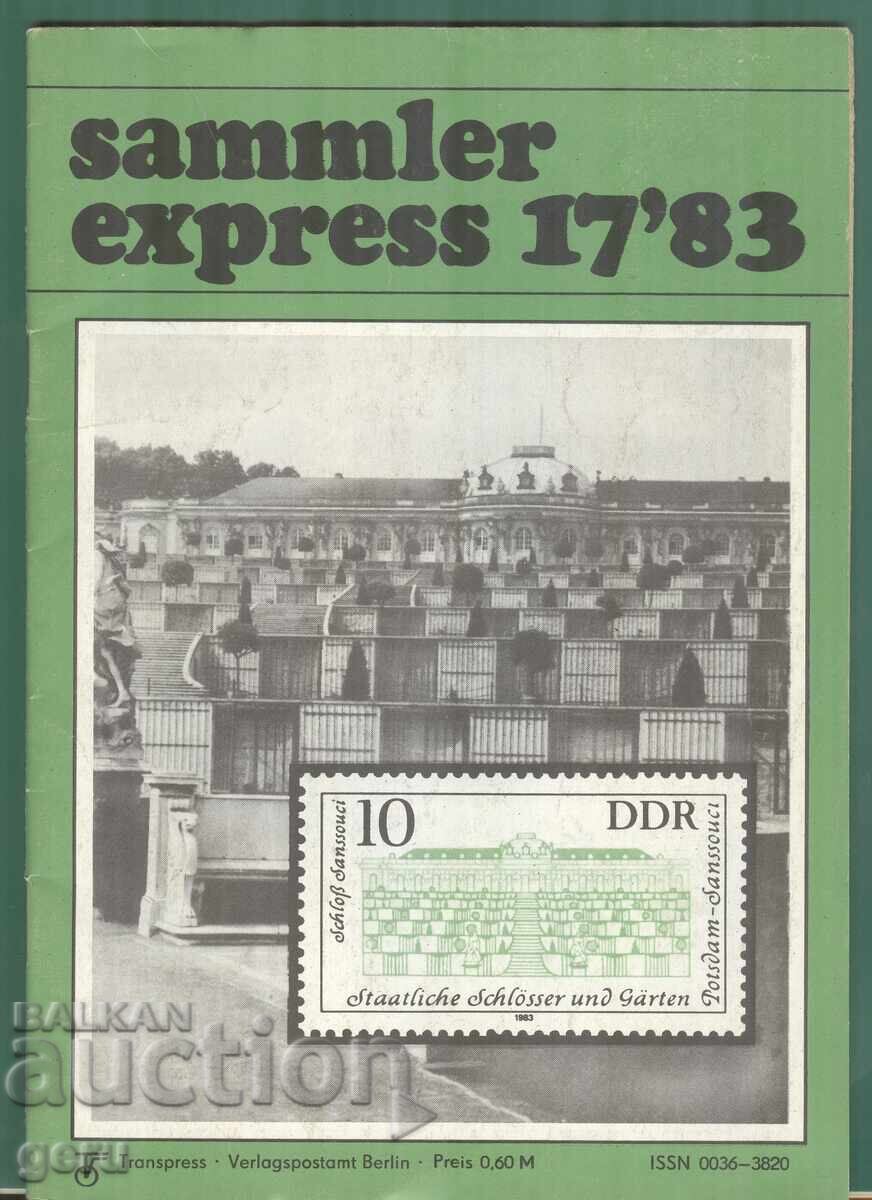 sammler
express 17'83
10 DDR
Schloß Sanssouci
Potsdam-Sanssouci
Staatliche Schlösser und Gärten
1983
BALKAN
auction
geru
Transpress · Verlagspostamt Berlin · Preis 0,60 M ISSN 0036–3820